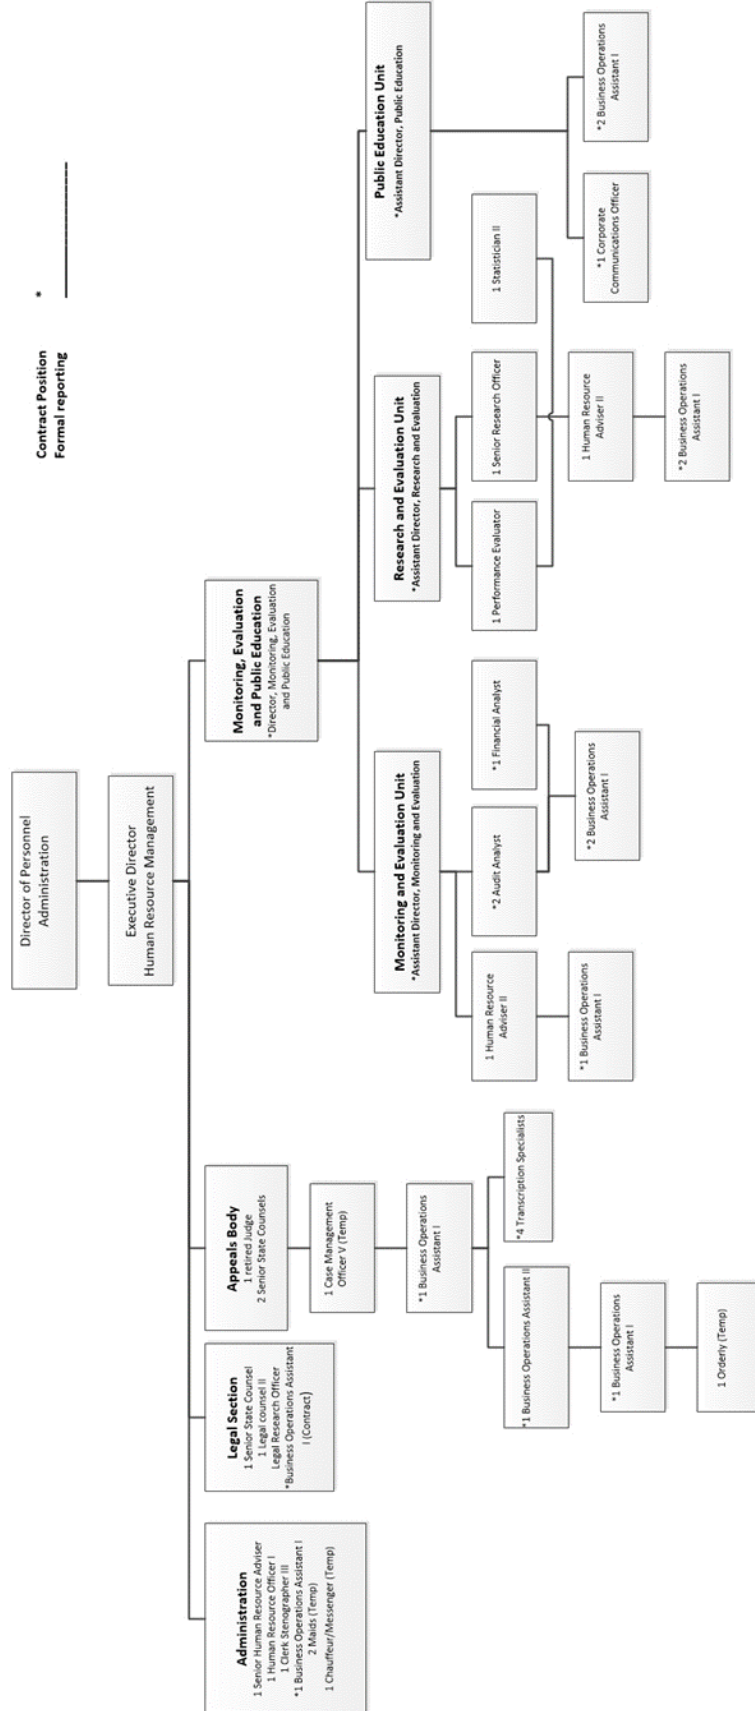 Contract Position *
Formal reporting
Director of Personnel
Administration
Executive Director
Human Resource Management
Administration
1 Senior Human Resource Adviser
1 Human Resource Officer I
1 Clerk Stenographer III
*1 Business Operations Assistant I
2 Maids (Temp)
1 Chauffeur/Messenger (Temp)
Legal Section
1 Senior State Counsel
1 Legal counsel II
Legal Research Officer
*Business Operations Assistant
I (Contract)
Appeals Body
1 retired Judge
2 Senior State Counsels
1 Case Management
Officer V (Temp)
*1 Business Operations
Assistant I
*1 Business Operations Assistant II
*4 Transcription Specialists
*1 Business Operations
Assistant I
1 Orderly (Temp)
Monitoring, Evaluation
and Public Education
*Director, Monitoring, Evaluation
and Public Education
Monitoring and Evaluation Unit
*Assistant Director, Monitoring and Evaluation
1 Human Resource
Adviser II
*2 Audit Analyst
*1 Financial Analyst
*1 Business Operations
Assistant I
*2 Business Operations
Assistant I
Research and Evaluation Unit
*Assistant Director, Research and Evaluation
1 Performance Evaluator
1 Senior Research Officer
1 Statistician II
1 Human Resource
Adviser II
*2 Business Operations
Assistant I
Public Education Unit
*Assistant Director, Public Education
*1 Corporate
Communications Officer
*2 Business Operations
Assistant I